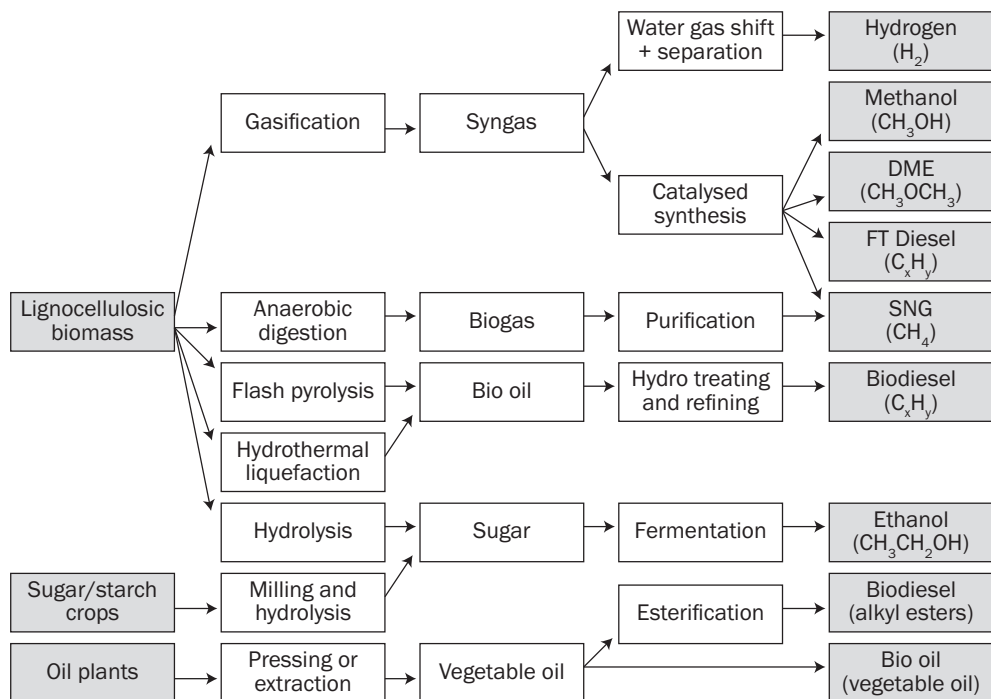 Water gas shift
+ separation
Hydrogen
(H₂)
Gasification
Syngas
Methanol
(CH₃OH)
Catalysed
synthesis
DME
(CH₃OCH₃)
FT Diesel
(CₓHᵧ)
Lignocellulosic
biomass
Anaerobic
digestion
Biogas
Purification
SNG
(CH₄)
Flash pyrolysis
Bio oil
Hydro treating
and refining
Biodiesel
(CₓHᵧ)
Hydrothermal
liquefaction
Hydrolysis
Sugar
Fermentation
Ethanol
(CH₃CH₂OH)
Sugar/starch
crops
Milling and
hydrolysis
Esterification
Biodiesel
(alkyl esters)
Oil plants
Pressing or
extraction
Vegetable oil
Bio oil
(vegetable oil)